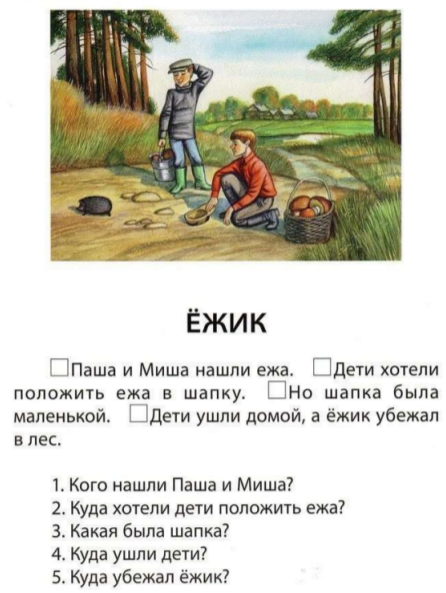 ЁЖИК
Паша и Миша нашли ежа. Дети хотели
положить ежа в шапку. Но шапка была
маленькой. Дети ушли домой, а ёжик убежал
в лес.
1. Кого нашли Паша и Миша?
2. Куда хотели дети положить ежа?
3. Какая была шапка?
4. Куда ушли дети?
5. Куда убежал ёжик?